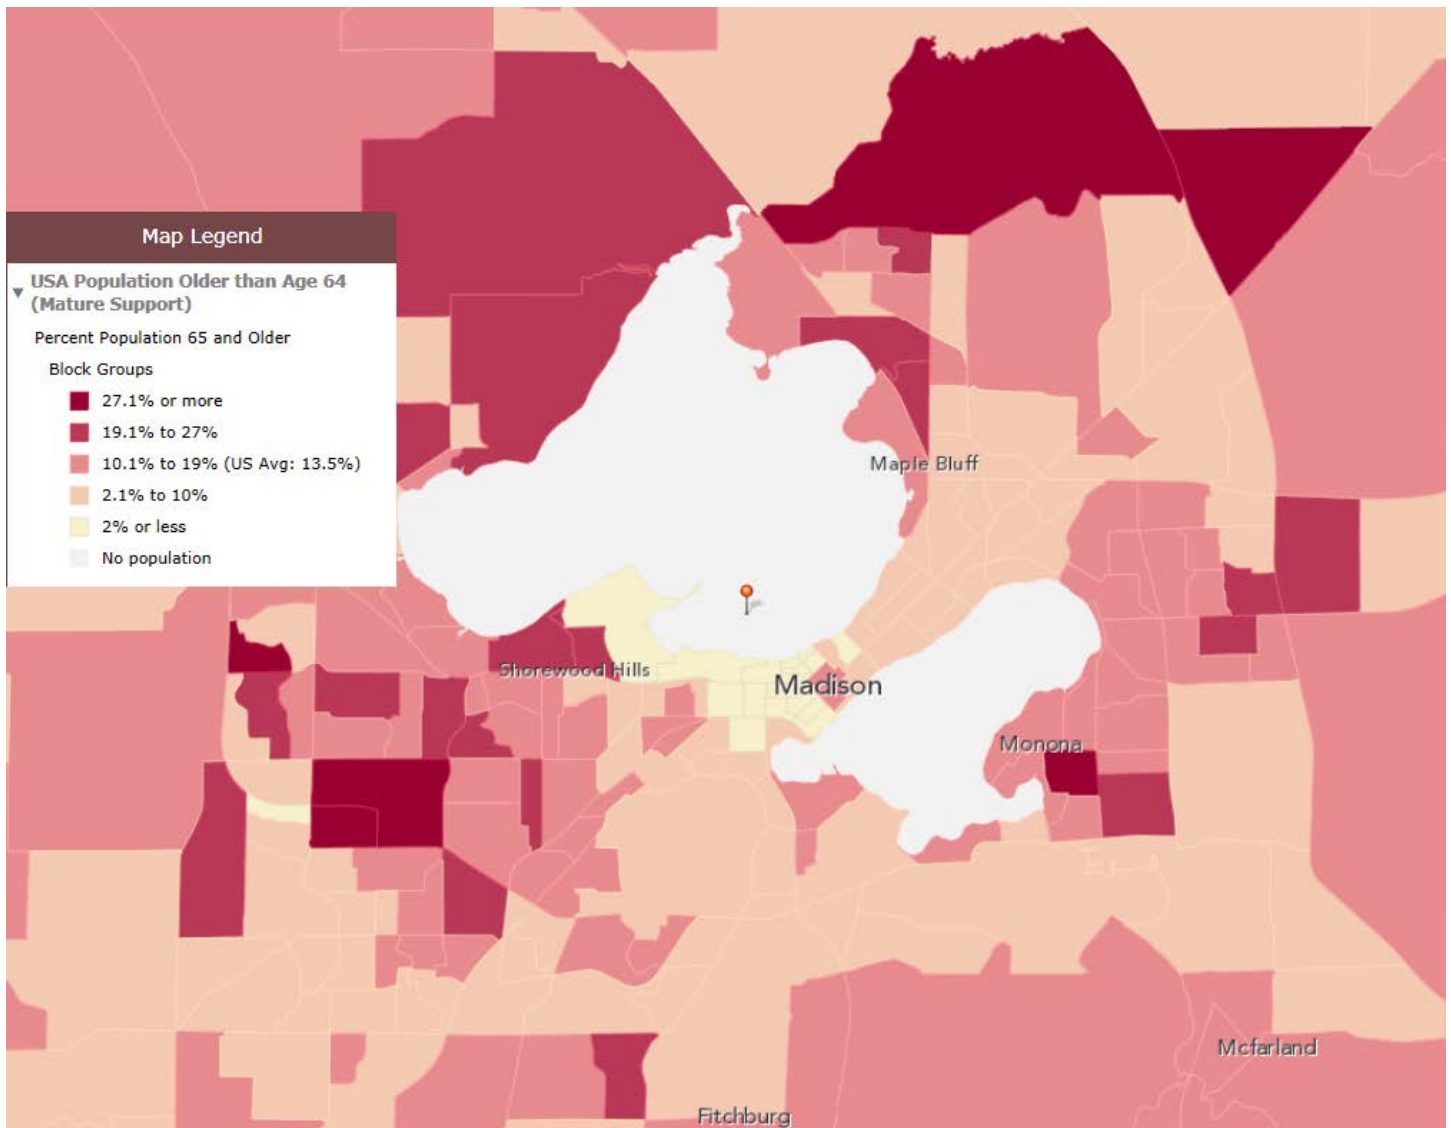 Map Legend
USA Population Older than Age 64
(Mature Support)
Percent Population 65 and Older
Block Groups
27.1% or more
19.1% to 27%
10.1% to 19% (US Avg: 13.5%)
2.1% to 10%
2% or less
No population
Maple Bluff
Shorewood Hills
Madison
Monona
Mcfarland
Fitchburg